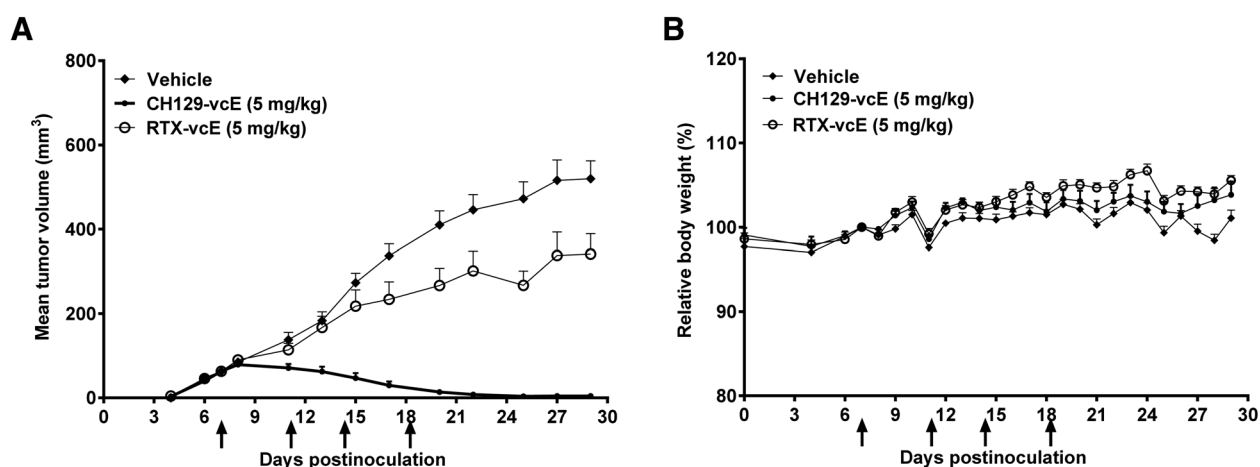 A
800
600
400
200
0
Mean tumor volume (mm³)
Vehicle
CH129-vcE (5 mg/kg)
RTX-vcE (5 mg/kg)
0 3 6 9 12 15 18 21 24 27 30
Days postinoculation
B
120
110
100
90
80
Relative body weight (%)
Vehicle
CH129-vcE (5 mg/kg)
RTX-vcE (5 mg/kg)
0 3 6 9 12 15 18 21 24 27 30
Days postinoculation